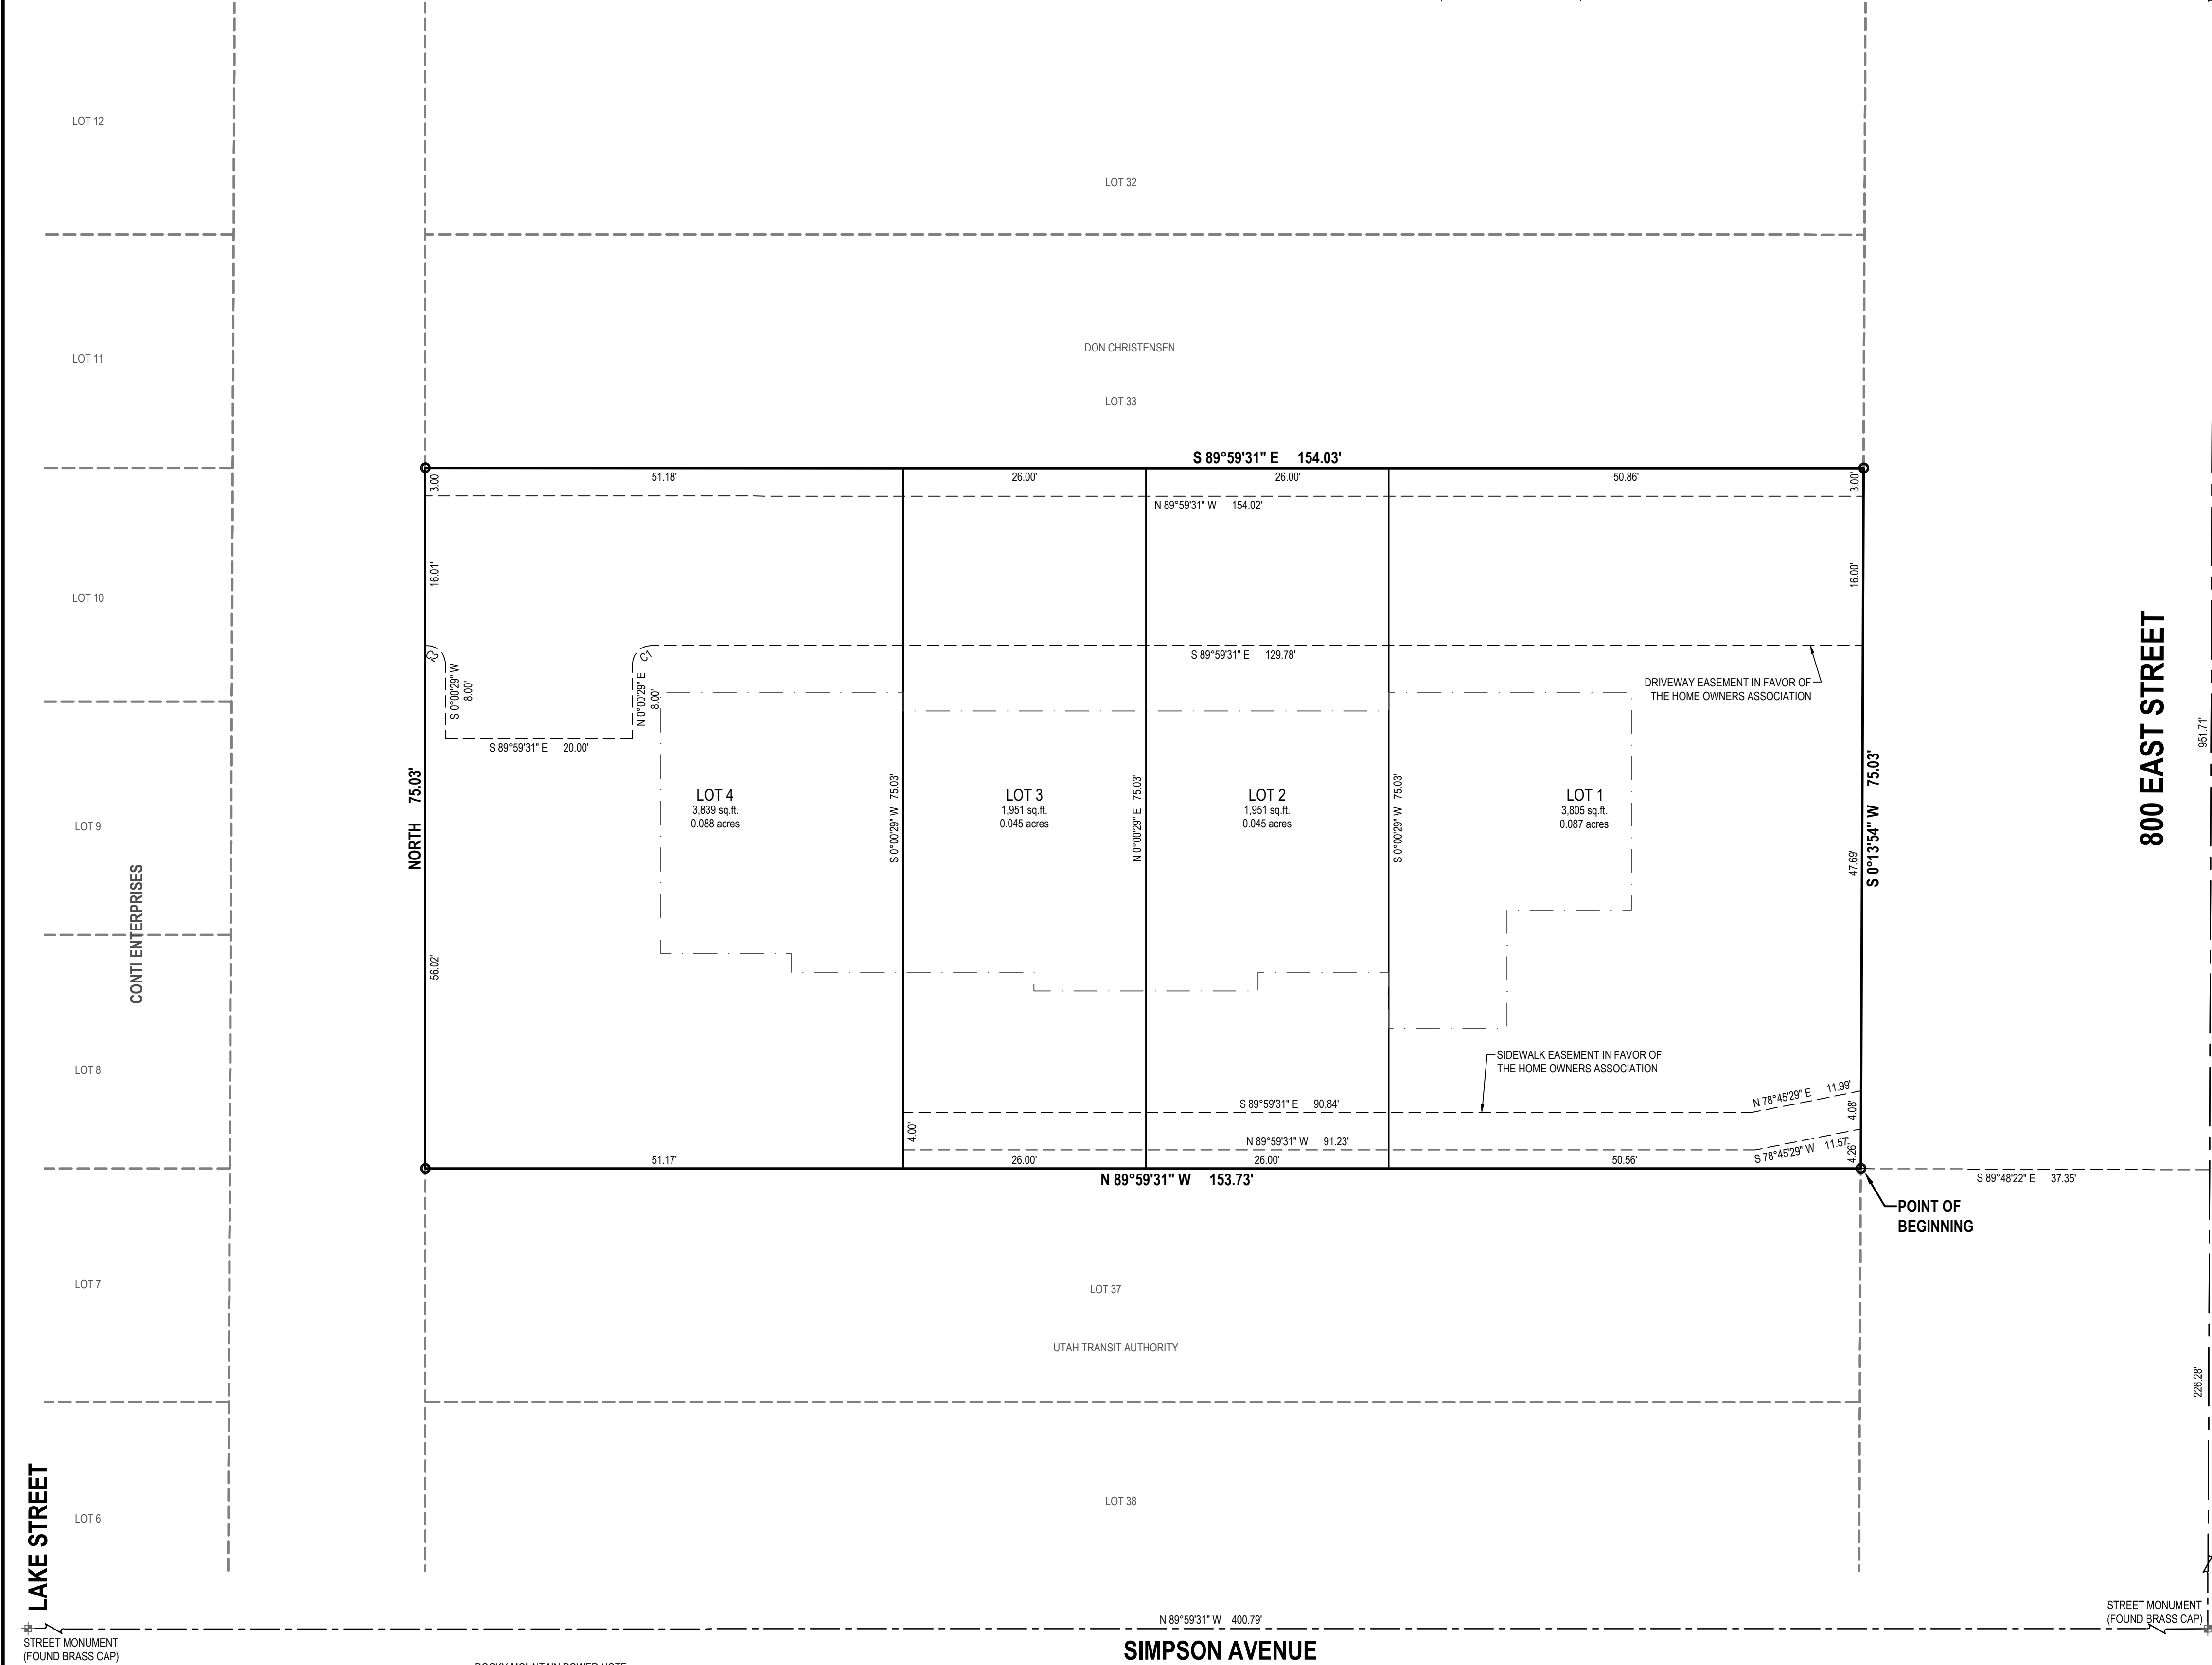 LOT 12
LOT 32
LOT 11
DON CHRISTENSEN
LOT 33
S 89°59'31" E 154.03'
3.00'
51.18'
26.00'
26.00'
50.86'
3.00'
N 89°59'31" W 154.02'
16.01'
16.00'
LOT 10
C2
C1
S 89°59'31" E 129.78'
S 0°00'29" W
8.00'
N 0°00'29" E
8.00'
DRIVEWAY EASEMENT IN FAVOR OF
THE HOME OWNERS ASSOCIATION
S 89°59'31" E 20.00'
800 EAST STREET
951.71'
NORTH 75.03'
LOT 4
3,839 sq.ft.
0.088 acres
S 0°00'29" W 75.03'
LOT 3
1,951 sq.ft.
0.045 acres
N 0°00'29" E 75.03'
LOT 2
1,951 sq.ft.
0.045 acres
S 0°00'29" W 75.03'
LOT 1
3,805 sq.ft.
0.087 acres
47.69'
S 0°13'54" W 75.03'
LOT 9
CONTI ENTERPRISES
56.02'
LOT 8
SIDEWALK EASEMENT IN FAVOR OF
THE HOME OWNERS ASSOCIATION
S 89°59'31" E 90.84'
N 78°45'29" E 11.99'
4.08'
4.00'
N 89°59'31" W 91.23'
S 78°45'29" W 11.57'
4.26'
51.17'
26.00'
26.00'
50.56'
N 89°59'31" W 153.73'
S 89°48'22" E 37.35'
POINT OF
BEGINNING
LOT 7
LOT 37
UTAH TRANSIT AUTHORITY
226.28'
LOT 38
LOT 6
LAKE STREET
STREET MONUMENT
(FOUND BRASS CAP)
N 89°59'31" W 400.79'
SIMPSON AVENUE
STREET MONUMENT
(FOUND BRASS CAP)
ROCKY MOUNTAIN POWER NOTE